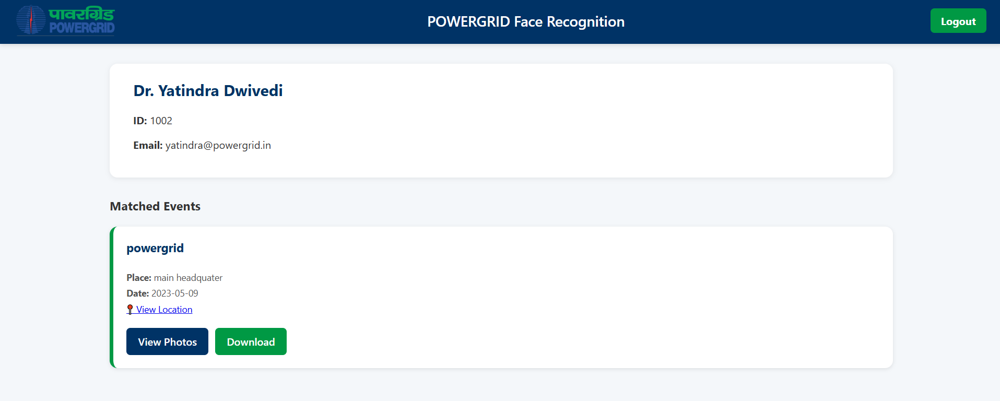 पावरग्रिड
POWERGRID
POWERGRID Face Recognition
Logout
Dr. Yatindra Dwivedi
ID: 1002
Email: yatindra@powergrid.in
Matched Events
powergrid
Place: main headquater
Date: 2023-05-09
📍 View Location
View Photos
Download